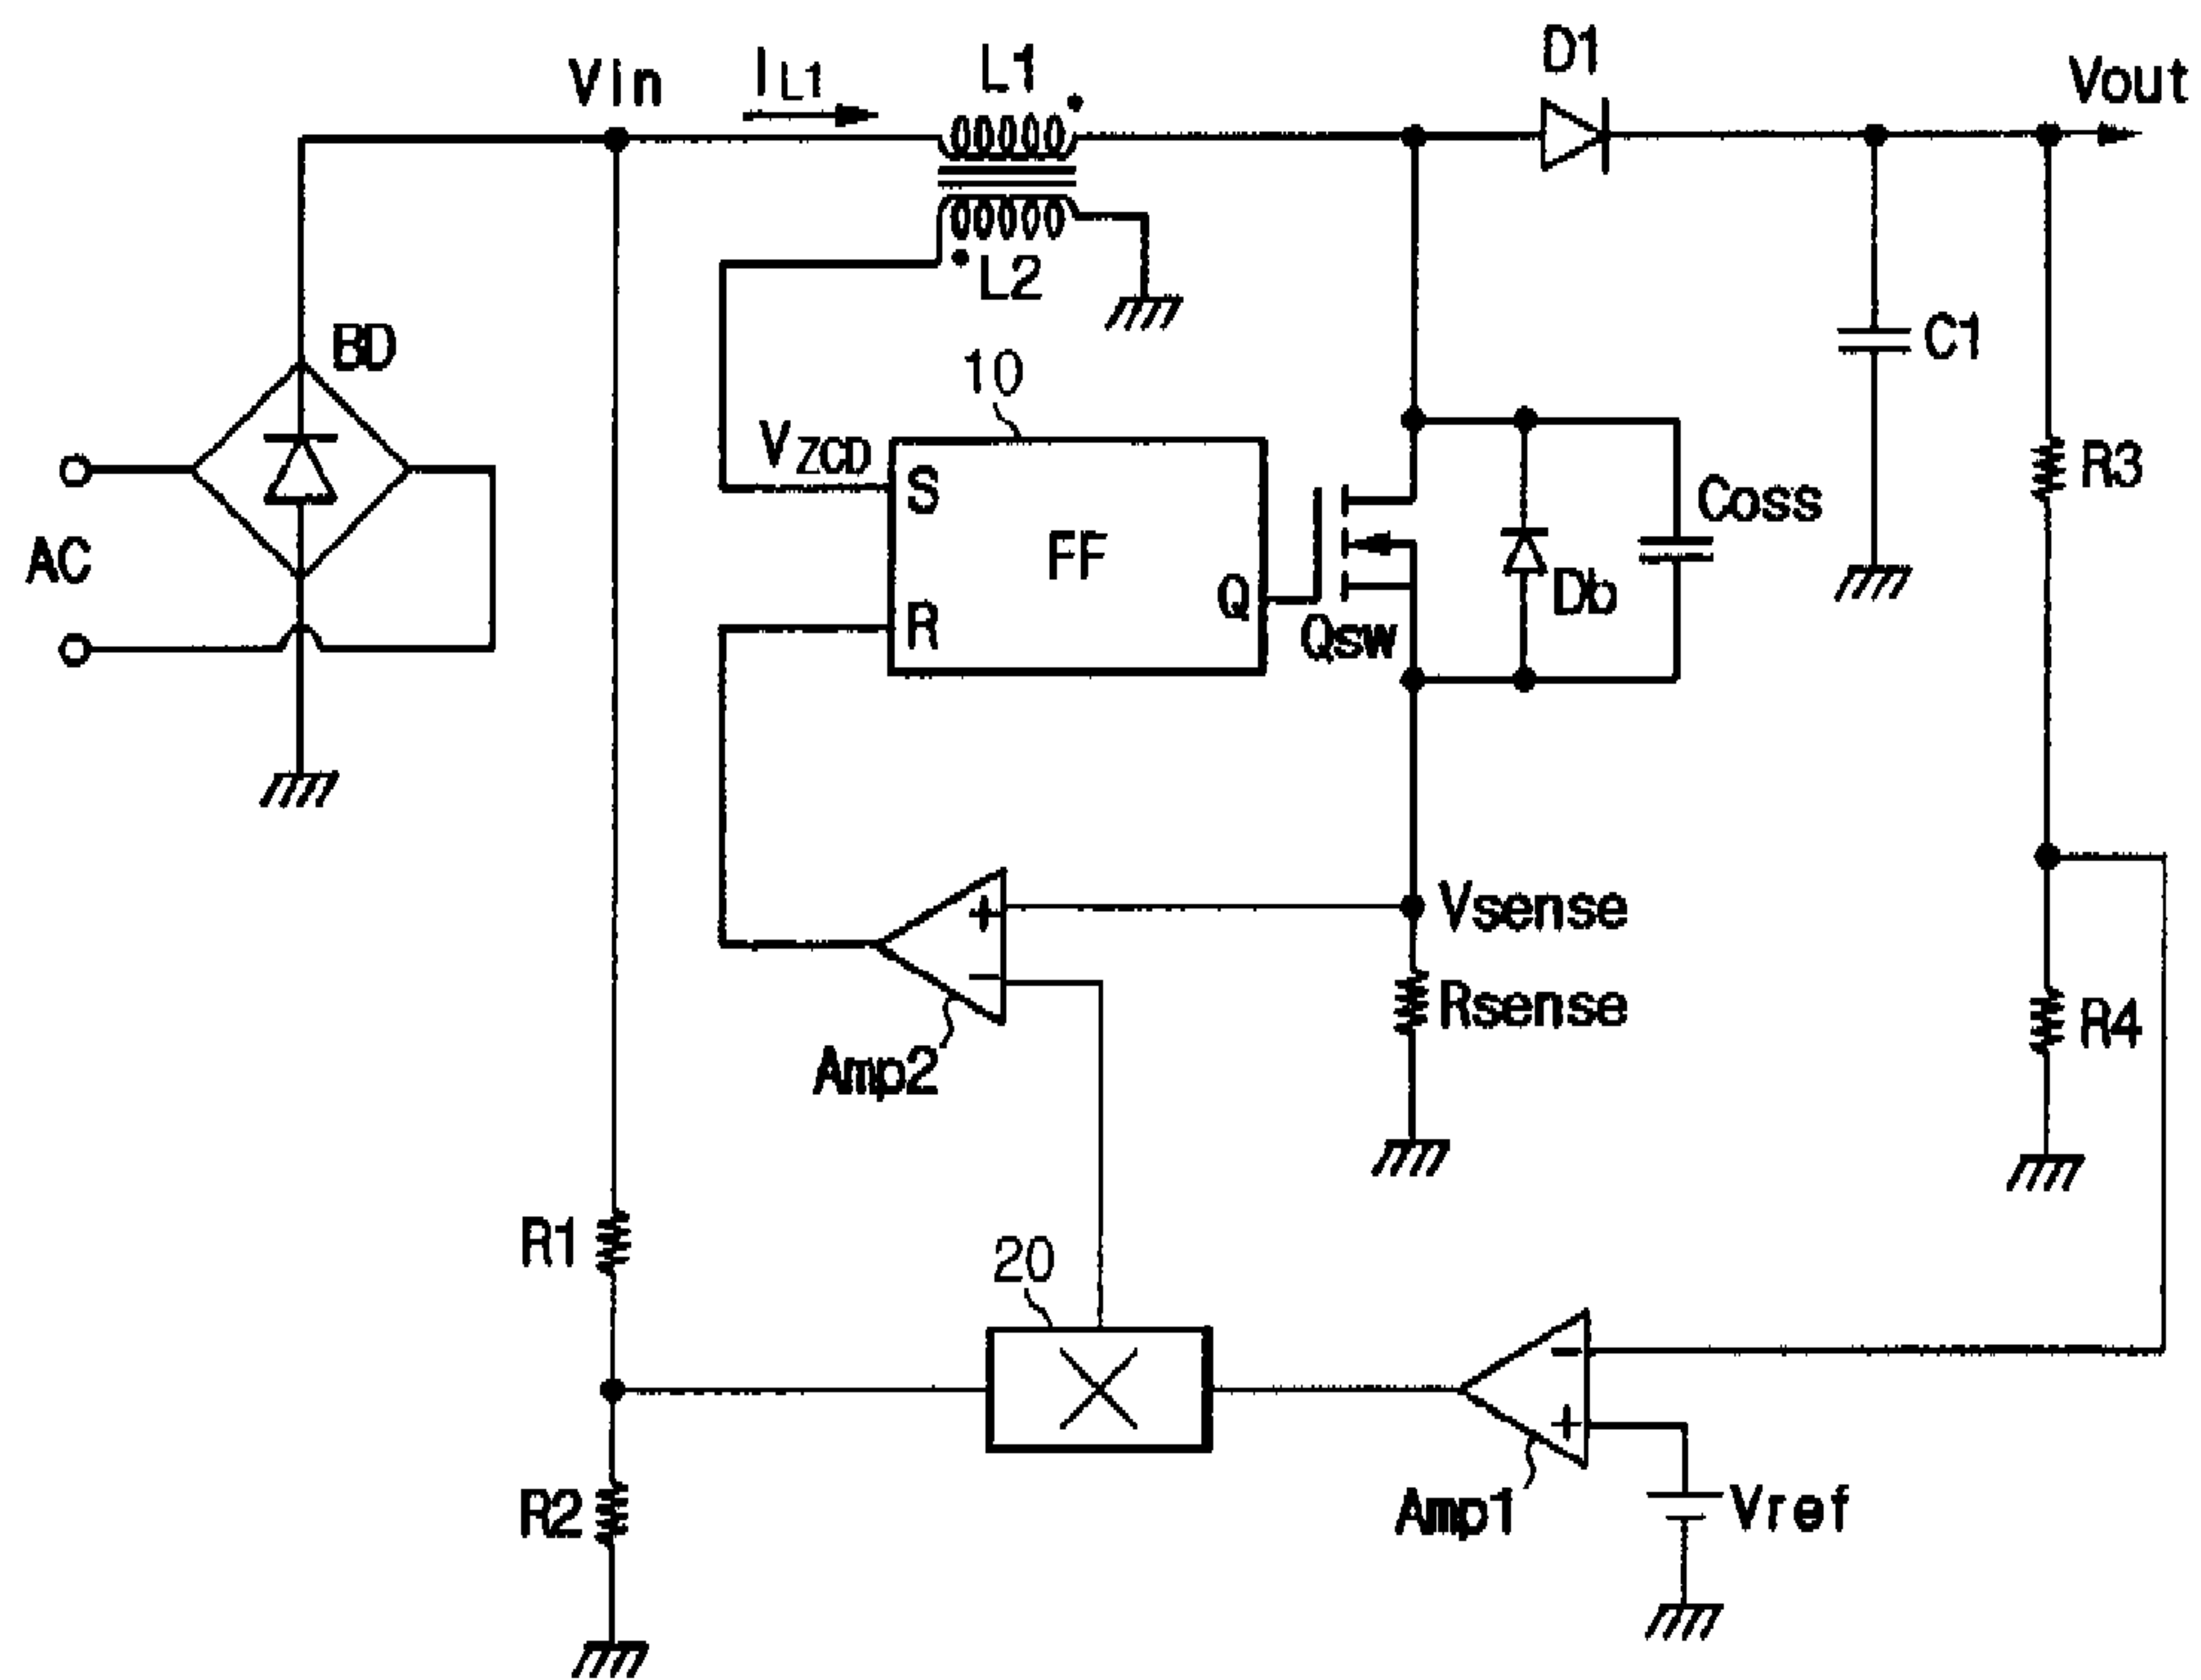 Vin
IL1
L1
D1
Vout
L2
BD
10
VZCD
S
FF
R
Q
Qsw
Db
Coss
C1
R3
AC
+
−
Vsense
Rsense
Amp2
R4
R1
20
−
+
Amp1
Vref
R2